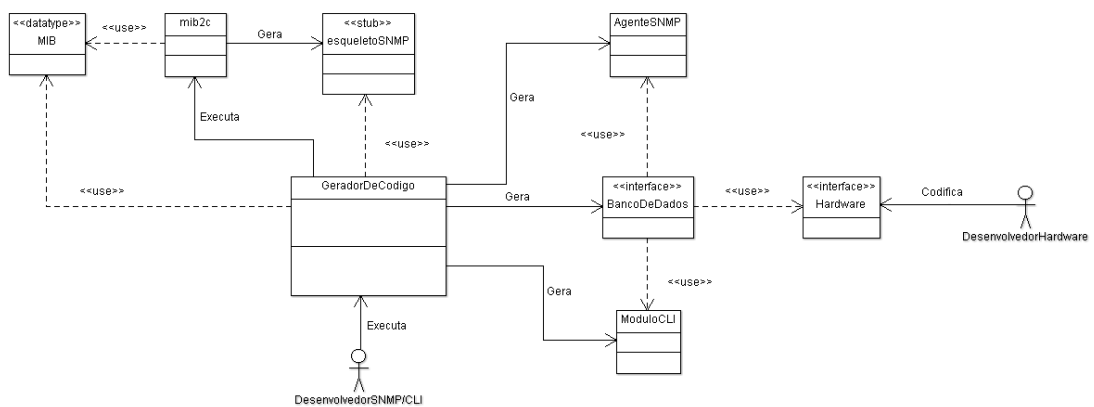 <<datatype>>
MIB
<<use>>
mib2c
Gera
<<stub>>
esqueletoSNMP
AgenteSNMP
Gera
Executa
<<use>>
<<use>>
<<use>>
GeradorDeCodigo
Gera
<<interface>>
BancoDeDados
<<use>>
<<interface>>
Hardware
Codifica
DesenvolvedorHardware
<<use>>
Gera
ModuloCLI
Executa
DesenvolvedorSNMP/CLI